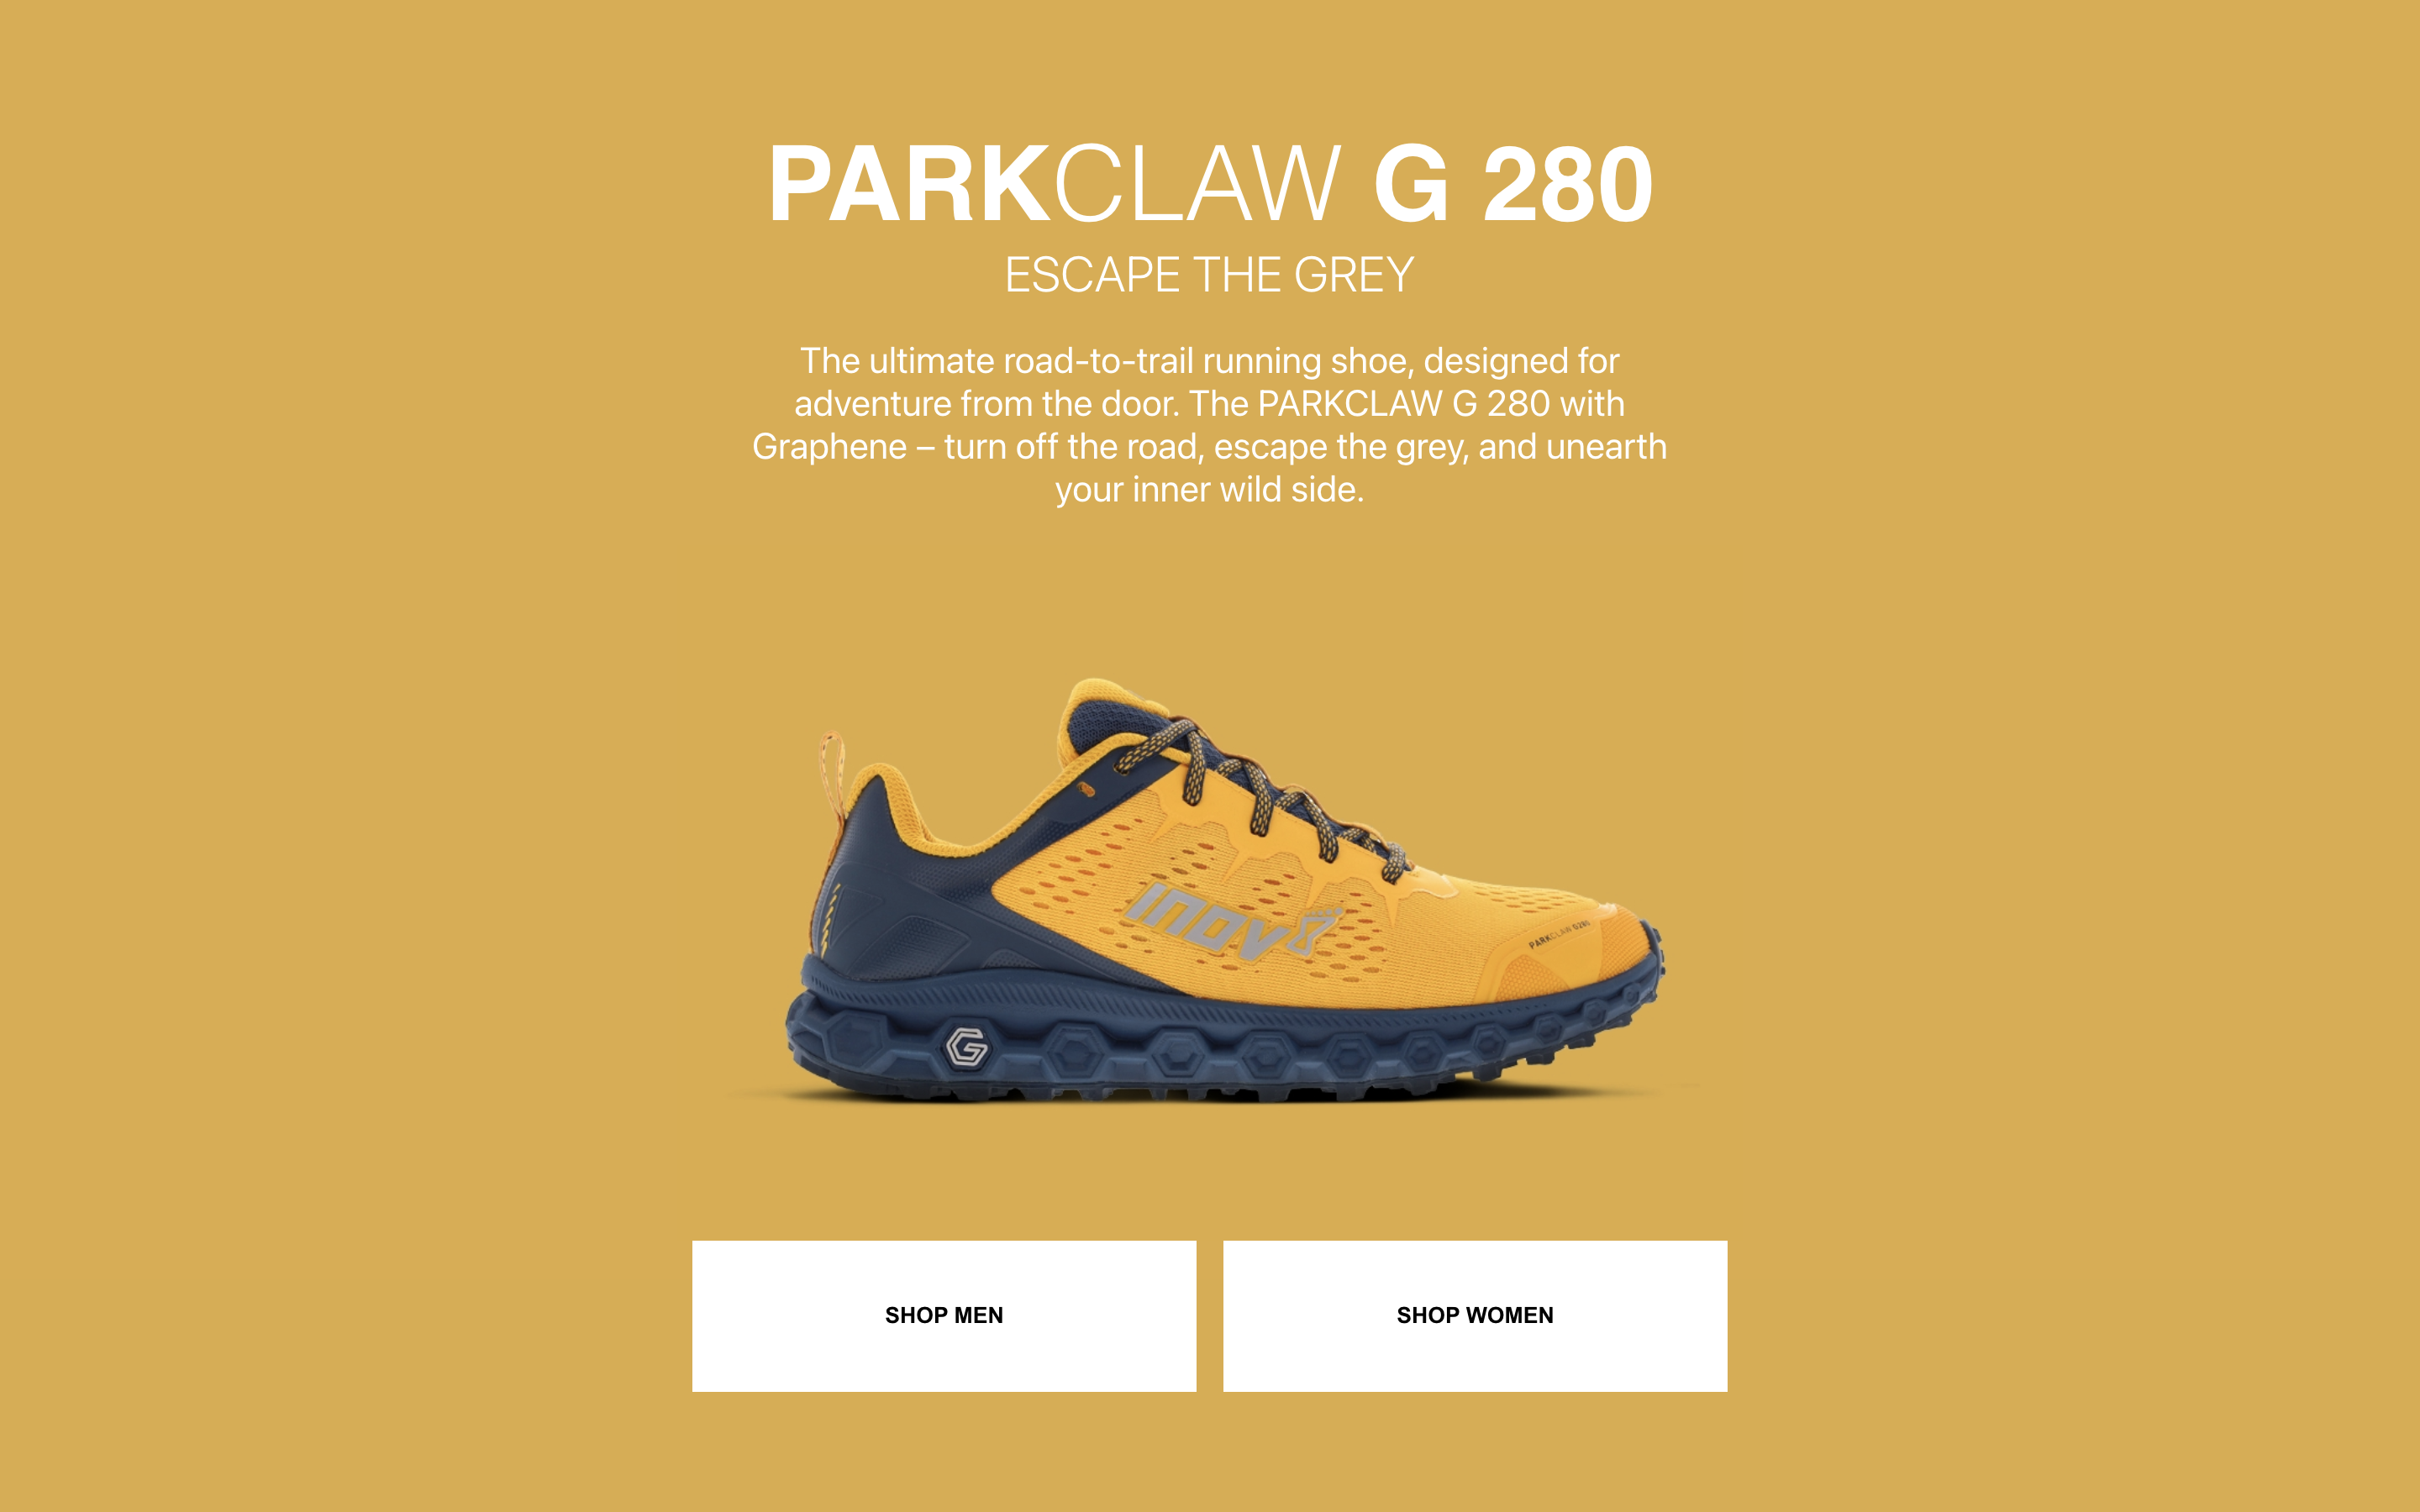 PARKCLAW G 280
ESCAPE THE GREY
The ultimate road-to-trail running shoe, designed for
adventure from the door. The PARKCLAW G 280 with
Graphene – turn off the road, escape the grey, and unearth
your inner wild side.
inov8
PARKCLAW G280
G
SHOP MEN
SHOP WOMEN